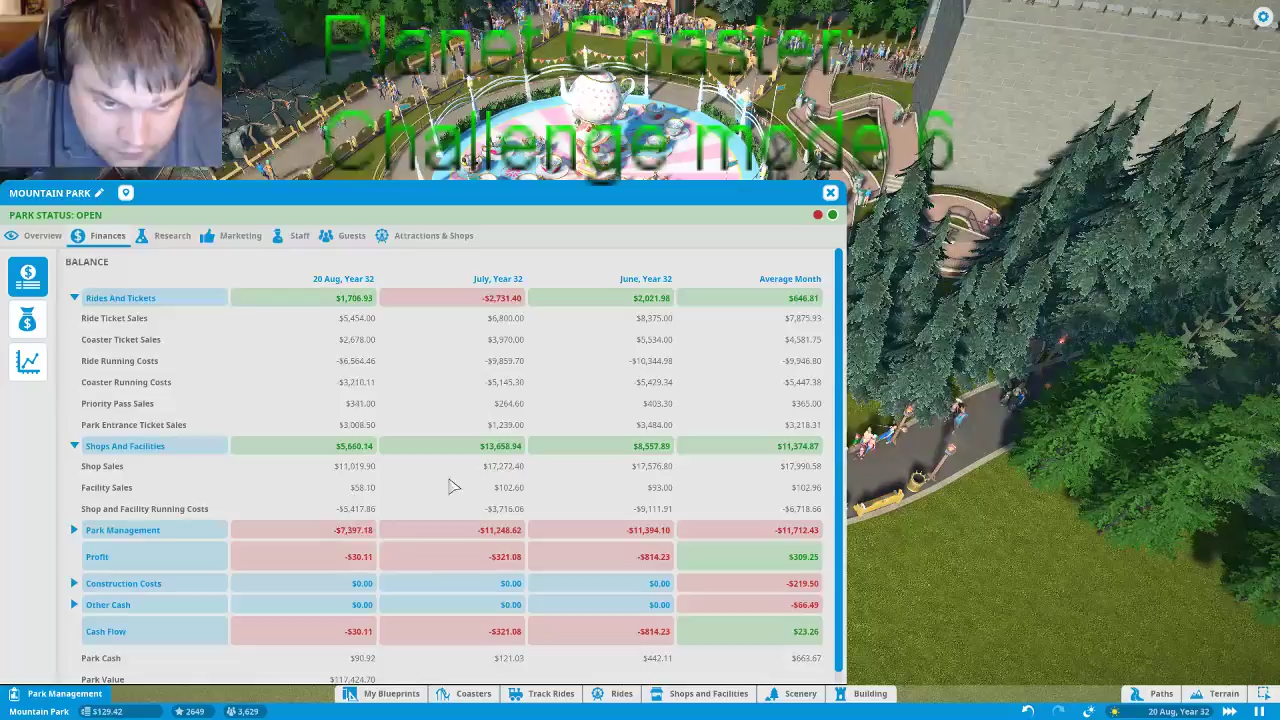 Planet Coaster:
Challenge mode 6
MOUNTAIN PARK
PARK STATUS: OPEN
Overview Finances Research Marketing Staff Guests Attractions & Shops
BALANCE
20 Aug, Year 32 July, Year 32 June, Year 32 Average Month
Rides And Tickets $1,706.93 -$2,731.40 $2,021.98 $646.81
Ride Ticket Sales $5,454.00 $6,800.00 $8,375.00 $7,875.93
Coaster Ticket Sales $2,678.00 $3,970.00 $5,534.00 $4,581.75
Ride Running Costs -$6,564.46 -$9,859.70 -$10,344.98 -$9,946.80
Coaster Running Costs -$3,210.11 -$5,145.30 -$5,429.34 -$5,447.38
Priority Pass Sales $341.00 $264.60 $403.30 $365.00
Park Entrance Ticket Sales $3,008.50 $1,239.00 $3,484.00 $3,218.31
Shops And Facilities $5,660.14 $13,658.94 $8,557.89 $11,374.87
Shop Sales $11,019.90 $17,272.40 $17,576.80 $17,990.58
Facility Sales $58.10 $102.60 $93.00 $102.96
Shop and Facility Running Costs -$5,417.86 -$3,716.06 -$9,111.91 -$6,718.66
Park Management -$7,397.18 -$11,248.62 -$11,394.10 -$11,712.43
Profit -$30.11 -$321.08 -$814.23 $309.25
Construction Costs $0.00 $0.00 $0.00 -$219.50
Other Cash $0.00 $0.00 $0.00 -$66.49
Cash Flow -$30.11 -$321.08 -$814.23 $23.26
Park Cash $90.92 $121.03 $442.11 $663.67
Park Value $117,424.70
Park Management My Blueprints Coasters Track Rides Rides Shops and Facilities Scenery Building Paths Terrain
Mountain Park $129.42 2649 3,629 20 Aug, Year 32